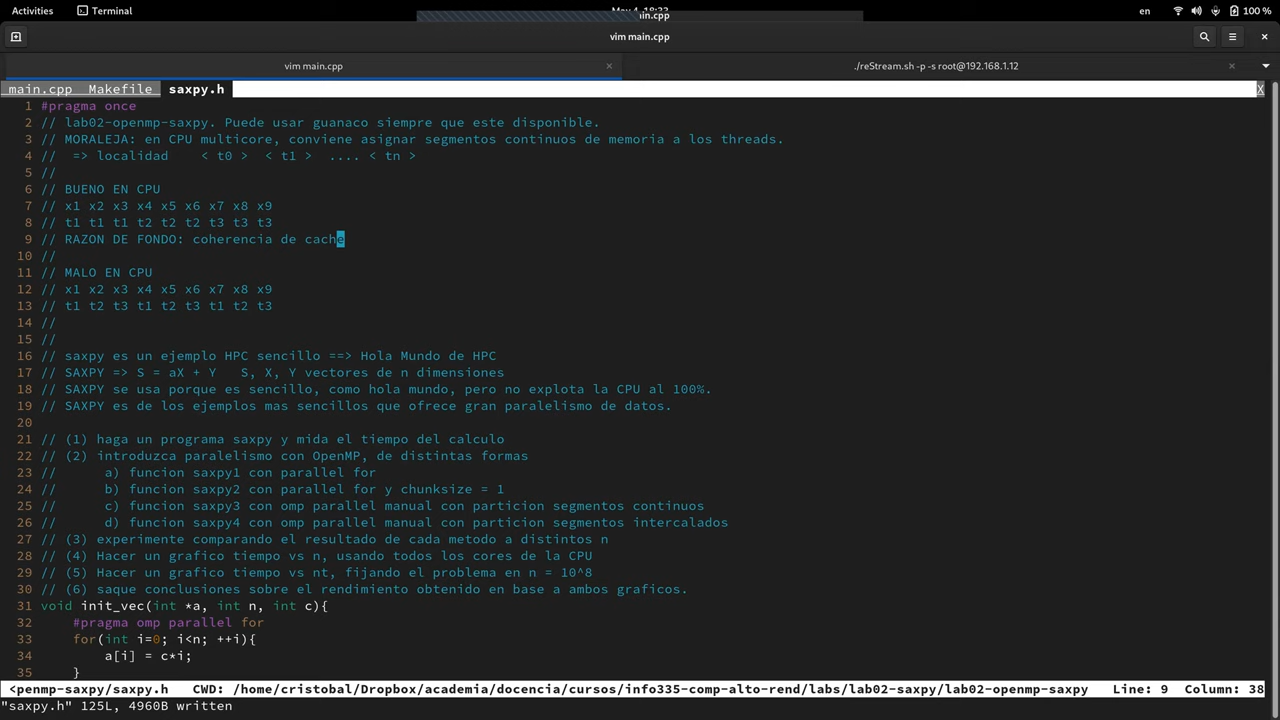 Activities Terminal en 100 %
main.cpp
vim main.cpp
vim main.cpp × ./reStream.sh -p -s root@192.168.1.12 ×
main.cpp Makefile saxpy.h X
1 #pragma once
2 // lab02-openmp-saxpy. Puede usar guanaco siempre que este disponible.
3 // MORALEJA: en CPU multicore, conviene asignar segmentos continuos de memoria a los threads.
4 //  => localidad    < t0 >  < t1 >  .... < tn >
5 //
6 // BUENO EN CPU
7 // x1 x2 x3 x4 x5 x6 x7 x8 x9
8 // t1 t1 t1 t2 t2 t2 t3 t3 t3
9 // RAZON DE FONDO: coherencia de cache
10 //
11 // MALO EN CPU
12 // x1 x2 x3 x4 x5 x6 x7 x8 x9
13 // t1 t2 t3 t1 t2 t3 t1 t2 t3
14 //
15 //
16 // saxpy es un ejemplo HPC sencillo ==> Hola Mundo de HPC
17 // SAXPY => S = aX + Y   S, X, Y vectores de n dimensiones
18 // SAXPY se usa porque es sencillo, como hola mundo, pero no explota la CPU al 100%.
19 // SAXPY es de los ejemplos mas sencillos que ofrece gran paralelismo de datos.
20
21 // (1) haga un programa saxpy y mida el tiempo del calculo
22 // (2) introduzca paralelismo con OpenMP, de distintas formas
23 //      a) funcion saxpy1 con parallel for
24 //      b) funcion saxpy2 con parallel for y chunksize = 1
25 //      c) funcion saxpy3 con omp parallel manual con particion segmentos continuos
26 //      d) funcion saxpy4 con omp parallel manual con particion segmentos intercalados
27 // (3) experimente comparando el resultado de cada metodo a distintos n
28 // (4) Hacer un grafico tiempo vs n, usando todos los cores de la CPU
29 // (5) Hacer un grafico tiempo vs nt, fijando el problema en n = 10^8
30 // (6) saque conclusiones sobre el rendimiento obtenido en base a ambos graficos.
31 void init_vec(int *a, int n, int c){
32     #pragma omp parallel for
33     for(int i=0; i<n; ++i){
34         a[i] = c*i;
35     }
<penmp-saxpy/saxpy.h   CWD: /home/cristobal/Dropbox/academia/docencia/cursos/info335-comp-alto-rend/labs/lab02-saxpy/lab02-openmp-saxpy   Line: 9  Column: 38
"saxpy.h" 125L, 4960B written